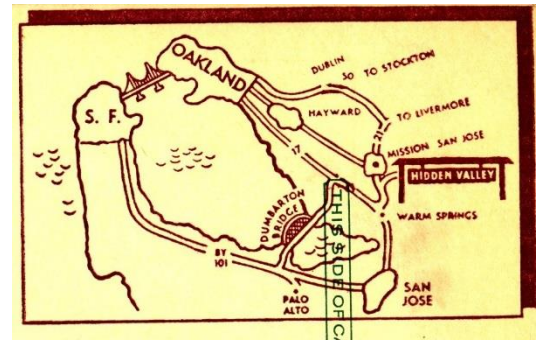 OAKLAND
DUBLIN
50 TO STOCKTON
S. F.
HAYWARD
TO LIVERMORE
21
17
MISSION SAN JOSE
HIDDEN VALLEY
DUMBARTON
BRIDGE
WARM SPRINGS
THIS SIDE OF CA
BY
101
PALO
ALTO
SAN
JOSE